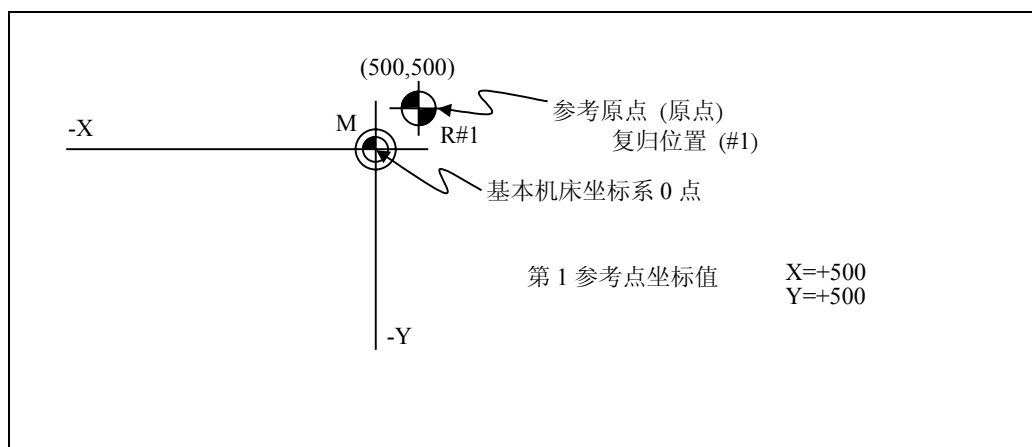 (500,500)
参考原点 (原点)
复归位置 (#1)
M
R#1
-X
基本机床坐标系 0 点
第 1 参考点坐标值
X=+500
Y=+500
-Y